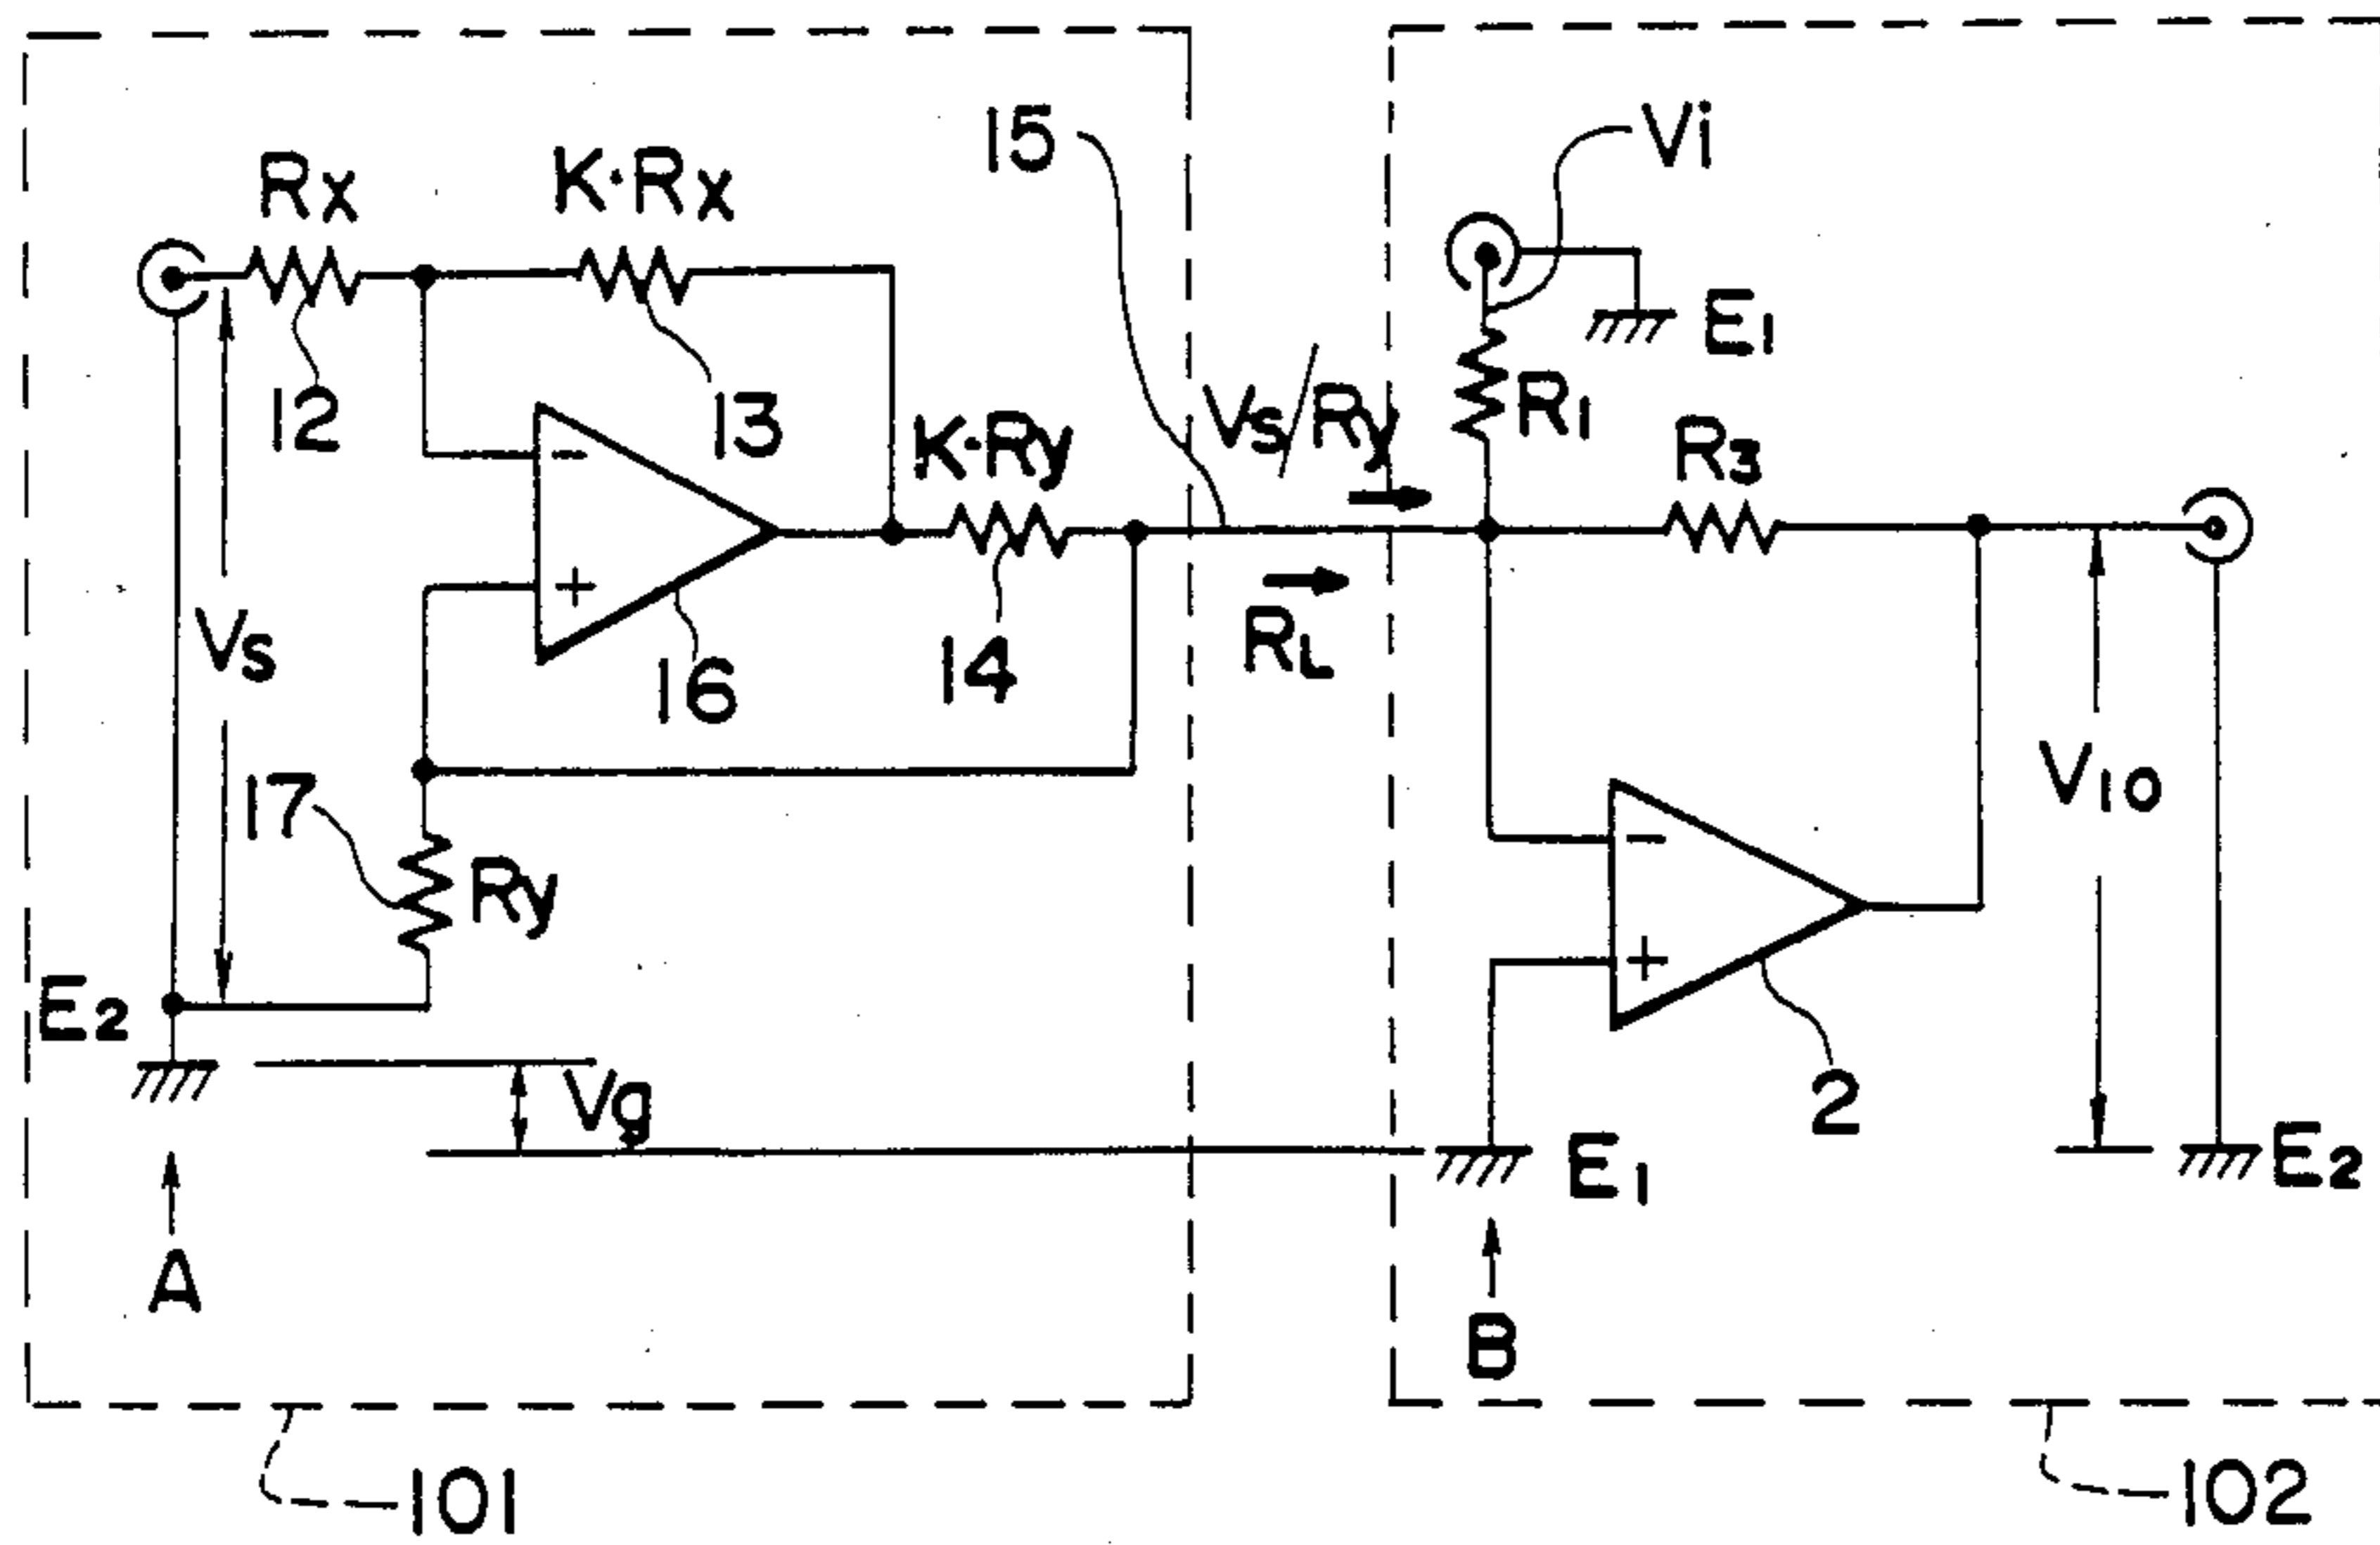 15
Vi
Rx
K·Rx
E1
12
13
K·Ry
Vs/Ry
R1
R3
Vs
16
14
RL
17
Ry
V10
E2
Vg
2
E1
E2
A
B
101
102
-
+
-
+